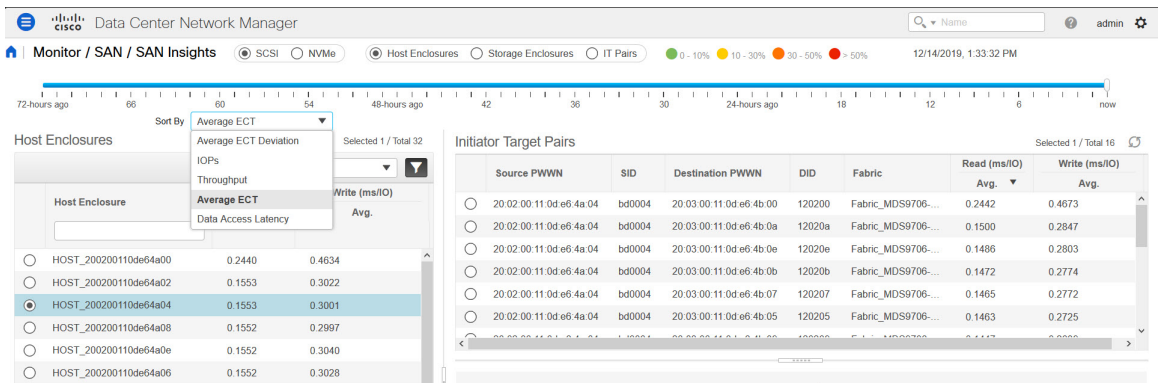 cisco Data Center Network Manager Name admin
Monitor / SAN / SAN Insights SCSI NVMe Host Enclosures Storage Enclosures IT Pairs 0 - 10% 10 - 30% 30 - 50% > 50% 12/14/2019, 1:33:32 PM
72-hours ago 66 60 54 48-hours ago 42 36 30 24-hours ago 18 12 6 now
Sort By Average ECT
Host Enclosures Selected 1 / Total 32
Average ECT Deviation
IOPs
Throughput
Average ECT
Data Access Latency
Host Enclosure Write (ms/IO)
Avg.
HOST_200200110de64a00 0.2440 0.4634
HOST_200200110de64a02 0.1553 0.3022
HOST_200200110de64a04 0.1553 0.3001
HOST_200200110de64a08 0.1552 0.2997
HOST_200200110de64a0e 0.1552 0.3040
HOST_200200110de64a06 0.1552 0.3028
Initiator Target Pairs Selected 1 / Total 16
Source PWWN SID Destination PWWN DID Fabric Read (ms/IO) Write (ms/IO)
Avg. Avg.
20:02:00:11:0d:e6:4a:04 bd0004 20:03:00:11:0d:e6:4b:00 120200 Fabric_MDS9706-... 0.2442 0.4673
20:02:00:11:0d:e6:4a:04 bd0004 20:03:00:11:0d:e6:4b:0a 12020a Fabric_MDS9706-... 0.1500 0.2847
20:02:00:11:0d:e6:4a:04 bd0004 20:03:00:11:0d:e6:4b:0e 12020e Fabric_MDS9706-... 0.1486 0.2803
20:02:00:11:0d:e6:4a:04 bd0004 20:03:00:11:0d:e6:4b:0b 12020b Fabric_MDS9706-... 0.1472 0.2774
20:02:00:11:0d:e6:4a:04 bd0004 20:03:00:11:0d:e6:4b:07 120207 Fabric_MDS9706-... 0.1465 0.2772
20:02:00:11:0d:e6:4a:04 bd0004 20:03:00:11:0d:e6:4b:05 120205 Fabric_MDS9706-... 0.1463 0.2725